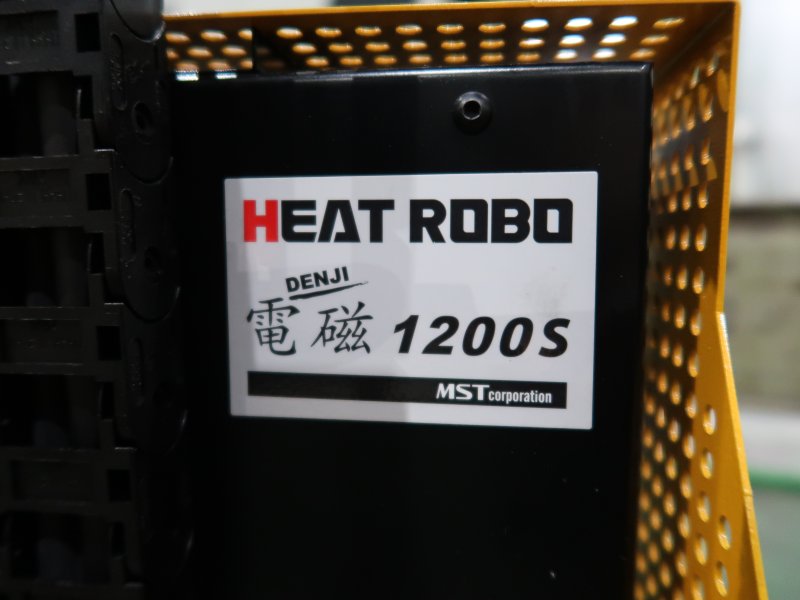 HEAT ROBO
DENJI
電磁 1200S
MST corporation